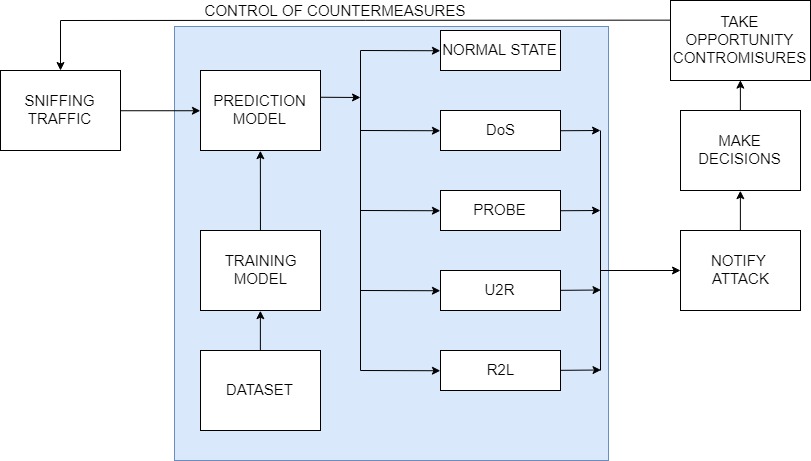 CONTROL OF COUNTERMEASURES
TAKE
OPPORTUNITY
CONTROMISURES
NORMAL STATE
SNIFFING
TRAFFIC
PREDICTION
MODEL
DoS
MAKE
DECISIONS
PROBE
TRAINING
MODEL
NOTIFY
ATTACK
U2R
R2L
DATASET